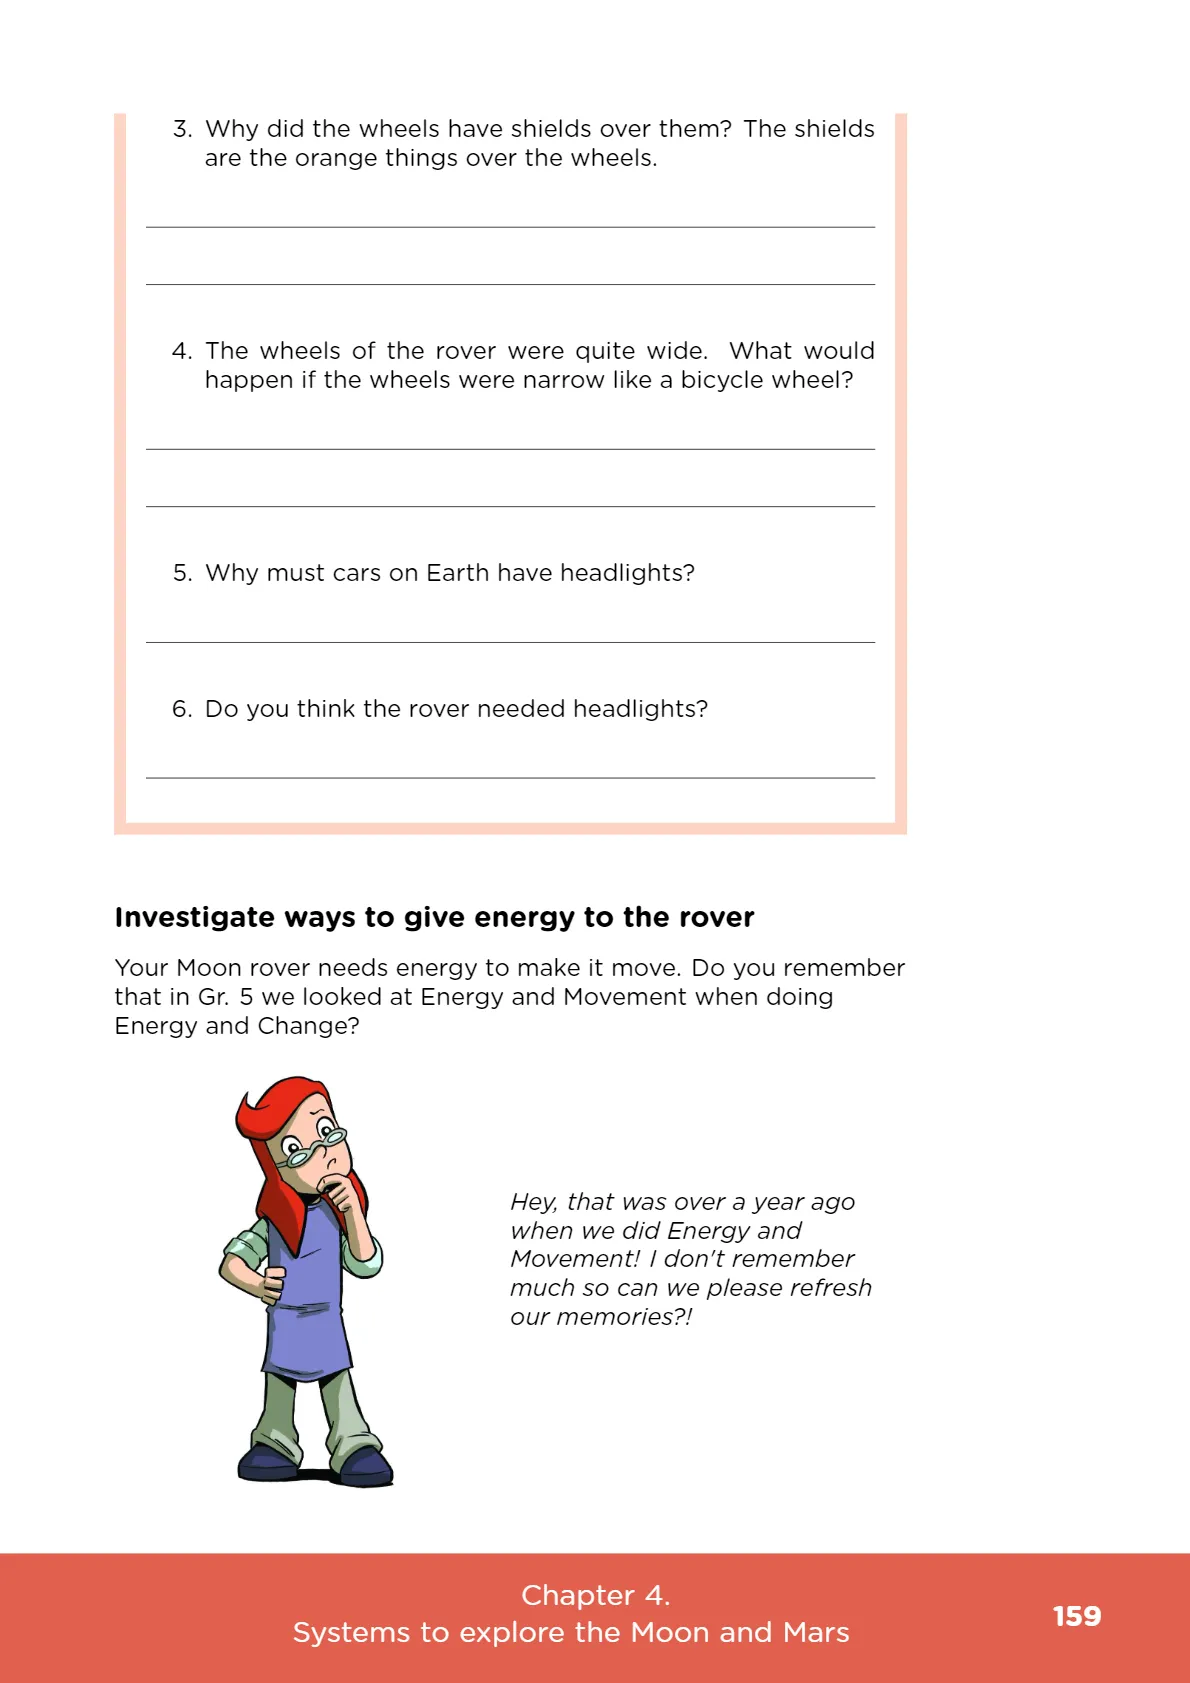 3. Why did the wheels have shields over them? The shields
are the orange things over the wheels.
4. The wheels of the rover were quite wide. What would
happen if the wheels were narrow like a bicycle wheel?
5. Why must cars on Earth have headlights?
6. Do you think the rover needed headlights?
Investigate ways to give energy to the rover
Your Moon rover needs energy to make it move. Do you remember
that in Gr. 5 we looked at Energy and Movement when doing
Energy and Change?
Hey, that was over a year ago
when we did Energy and
Movement! I don't remember
much so can we please refresh
our memories?!
Chapter 4.
Systems to explore the Moon and Mars
159